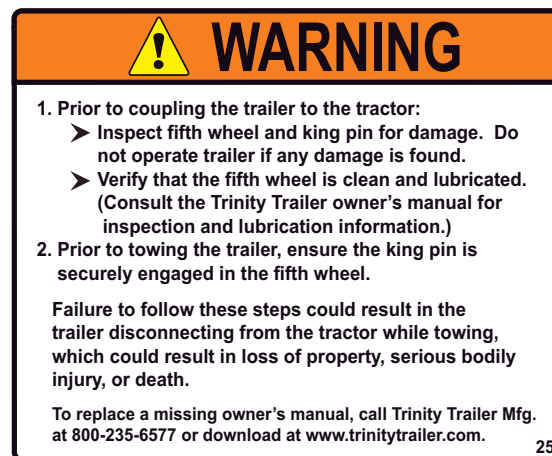 WARNING
1. Prior to coupling the trailer to the tractor:
➤ Inspect fifth wheel and king pin for damage. Do
not operate trailer if any damage is found.
➤ Verify that the fifth wheel is clean and lubricated.
(Consult the Trinity Trailer owner's manual for
inspection and lubrication information.)
2. Prior to towing the trailer, ensure the king pin is
securely engaged in the fifth wheel.
Failure to follow these steps could result in the
trailer disconnecting from the tractor while towing,
which could result in loss of property, serious bodily
injury, or death.
To replace a missing owner's manual, call Trinity Trailer Mfg.
at 800-235-6577 or download at www.trinitytrailer.com.
25